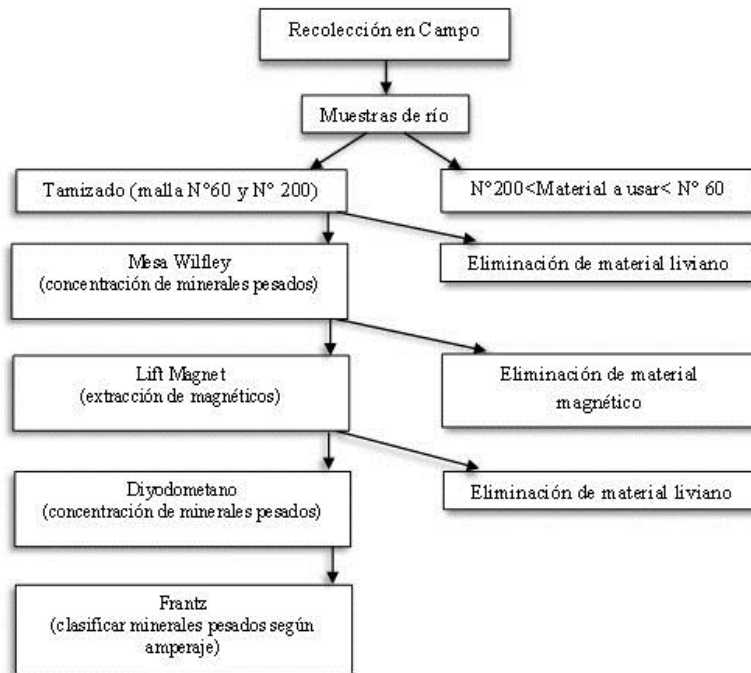 Recolección en Campo
Muestras de río
Tamizado (malla N°60 y N° 200)
N°200<Material a usar< N° 60
Mesa Wilfley
(concentración de minerales pesados)
Eliminación de material liviano
Lift Magnet
(extracción de magnéticos)
Eliminación de material
magnético
Diyodometano
(concentración de minerales pesados)
Eliminación de material liviano
Frantz
(clasificar minerales pesados según
amperaje)